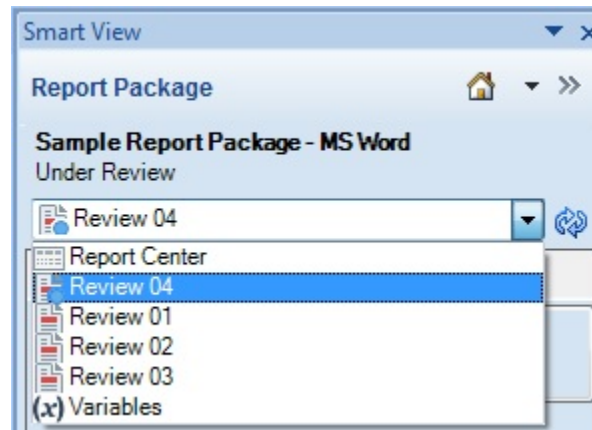 Smart View
Report Package
Sample Report Package - MS Word
Under Review
Review 04
Report Center
Review 04
Review 01
Review 02
Review 03
(x) Variables